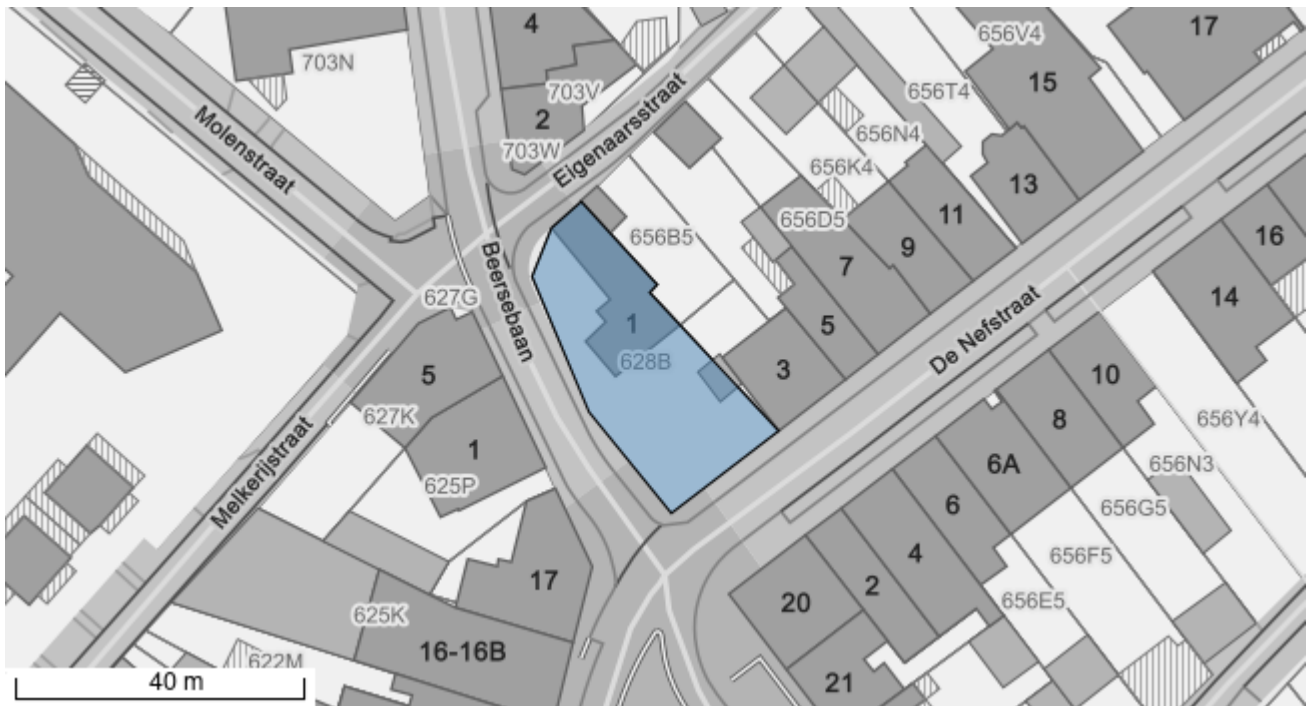 4
17
656V4
703N
15
703V
656T4
2
Molenstraat
703W
656N4
Eigenaarsstraat
656K4
13
11
656D5
656B5
9
16
7
Beersebaan
627G
14
1
5
De Nefstraat
628B
3
5
10
627K
8
656Y4
1
6A
Melkerijstraat
656N3
625P
6
656G5
4
656F5
17
2
20
656E5
625K
16-16B
622M
21
40 m